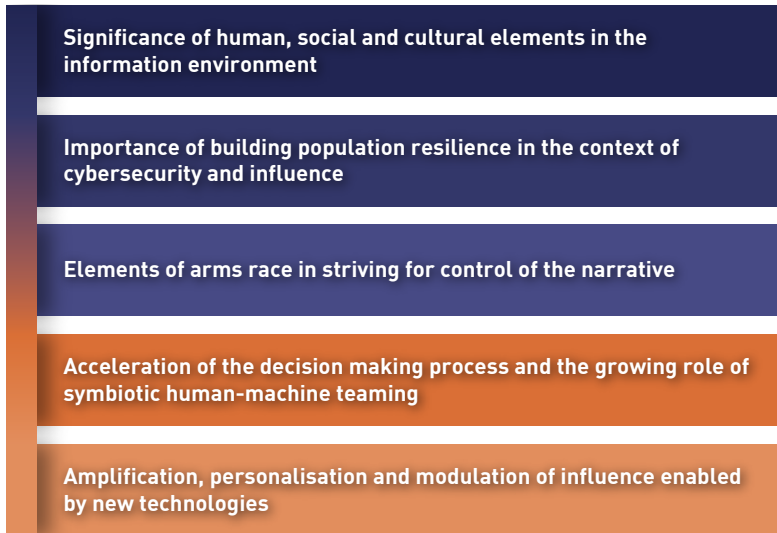 Significance of human, social and cultural elements in the
information environment
Importance of building population resilience in the context of
cybersecurity and influence
Elements of arms race in striving for control of the narrative
Acceleration of the decision making process and the growing role of
symbiotic human-machine teaming
Amplification, personalisation and modulation of influence enabled
by new technologies